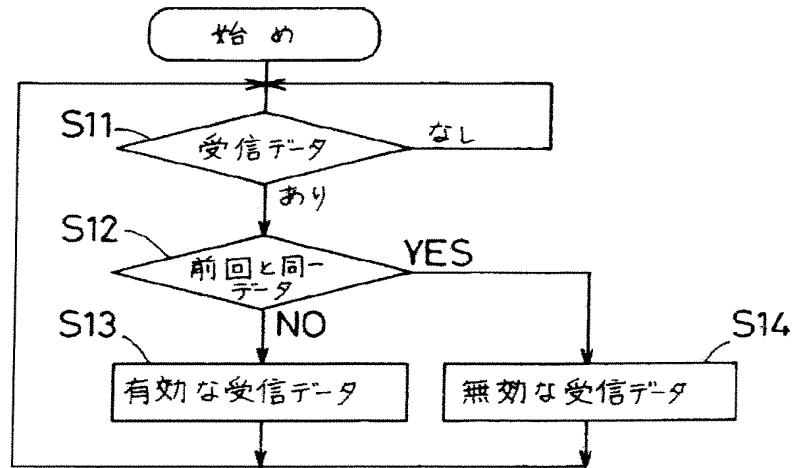 始め
S11
受信データ
なし
あり
S12
前回と同一
データ
YES
NO
S13
有効な受信データ
S14
無効な受信データ